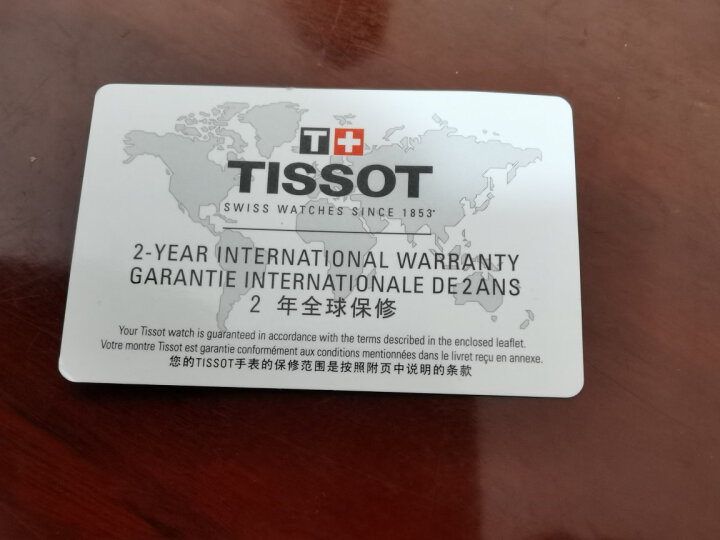 T+
TISSOT
SWISS WATCHES SINCE 1853
2-YEAR INTERNATIONAL WARRANTY
GARANTIE INTERNATIONALE DE 2 ANS
2 年全球保修
Your Tissot watch is guaranteed in accordance with the terms described in the enclosed leaflet.
Votre montre Tissot est garantie conformément aux conditions mentionnées dans le livret reçu en annexe.
您的TISSOT手表的保修范围是按照附页中说明的条款